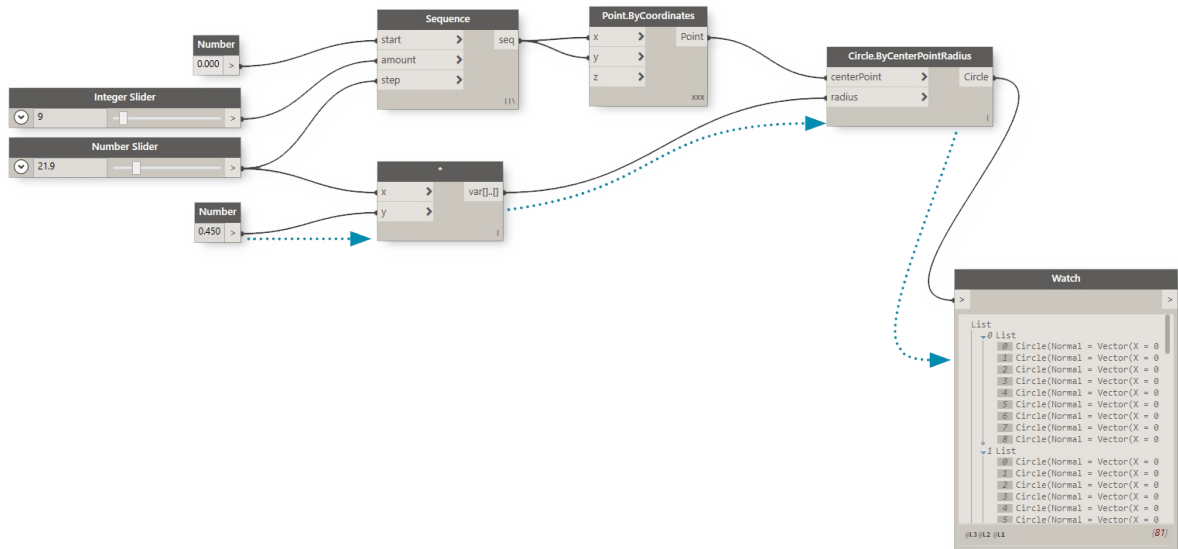 Number
0.000 >
Integer Slider
9 >
Number Slider
21.9 >
Number
0.450 >
Sequence
start > seq
amount >
step >
||\
*
x > var[]..[]
y >
|
Point.ByCoordinates
x > Point
y >
z >
xxx
Circle.ByCenterPointRadius
centerPoint > Circle
radius >
|
Watch
> >
List
0 List
0 Circle(Normal = Vector(X = 0
1 Circle(Normal = Vector(X = 0
2 Circle(Normal = Vector(X = 0
3 Circle(Normal = Vector(X = 0
4 Circle(Normal = Vector(X = 0
5 Circle(Normal = Vector(X = 0
6 Circle(Normal = Vector(X = 0
7 Circle(Normal = Vector(X = 0
8 Circle(Normal = Vector(X = 0
1 List
0 Circle(Normal = Vector(X = 0
1 Circle(Normal = Vector(X = 0
2 Circle(Normal = Vector(X = 0
3 Circle(Normal = Vector(X = 0
4 Circle(Normal = Vector(X = 0
5 Circle(Normal = Vector(X = 0
@L3 @L2 @L1 {81}